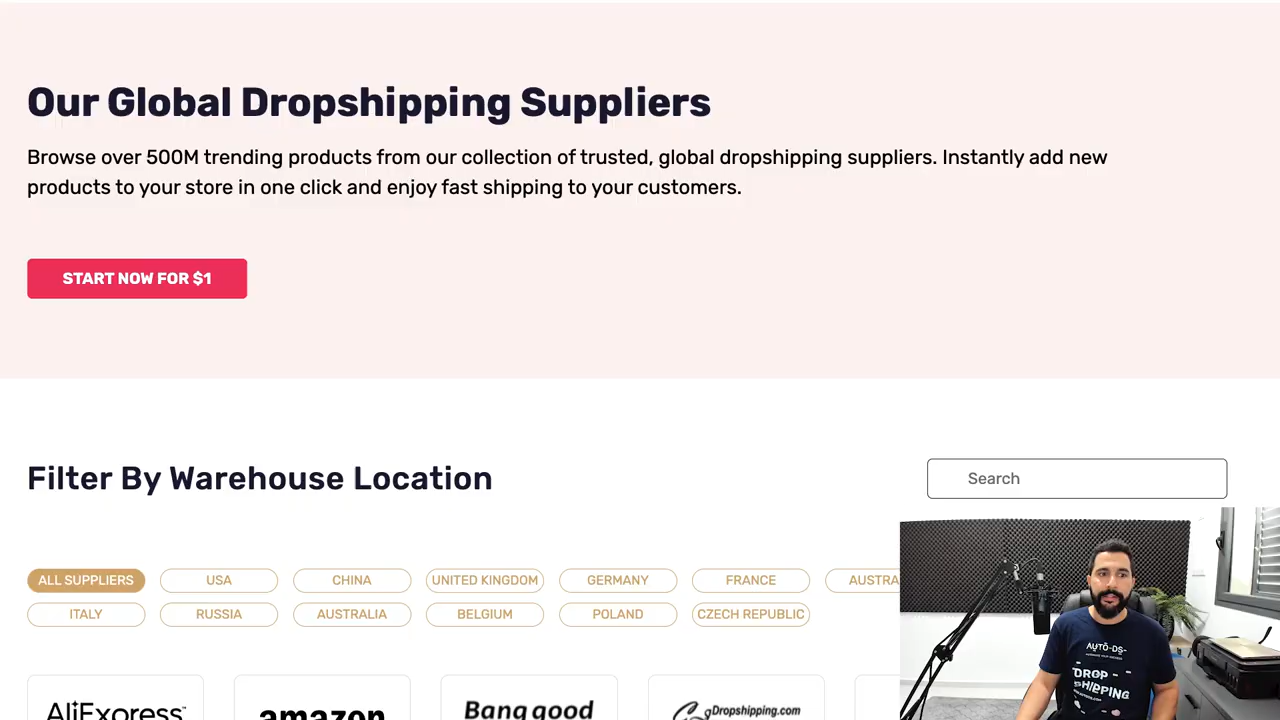 Our Global Dropshipping Suppliers
Browse over 500M trending products from our collection of trusted, global dropshipping suppliers. Instantly add new
products to your store in one click and enjoy fast shipping to your customers.
START NOW FOR $1
Filter By Warehouse Location
Search
ALL SUPPLIERS
USA
CHINA
UNITED KINGDOM
GERMANY
FRANCE
AUSTRA
ITALY
RUSSIA
AUSTRALIA
BELGIUM
POLAND
CZECH REPUBLIC
AliExpress
amazon
Banggood
Dropshipping.com
AUTO-DS
DROP
SHIPPING